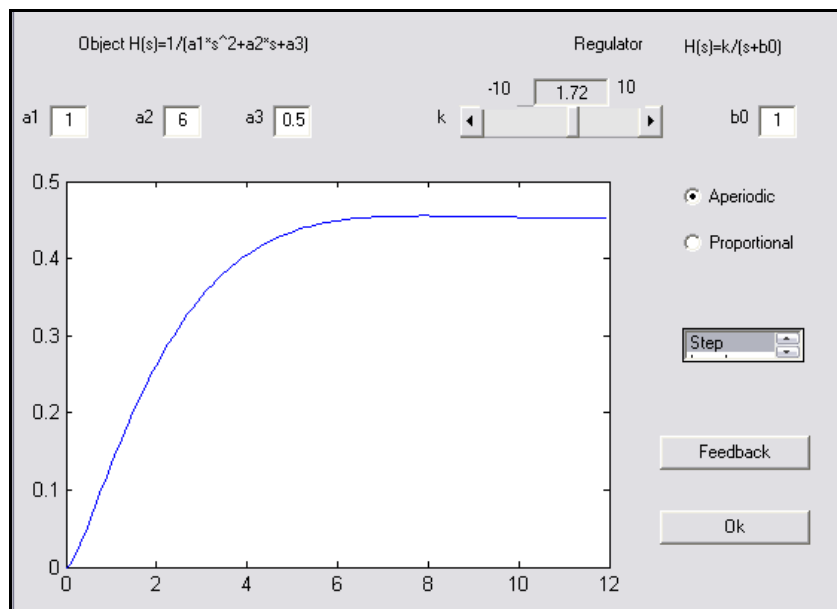 Object H(s)=1/(a1*s^2+a2*s+a3)
Regulator
H(s)=k/(s+b0)
-10
1.72
10
a1 1
a2 6
a3 0.5
k
b0 1
0.5
0.4
0.3
0.2
0.1
0
0 2 4 6 8 10 12
Aperiodic
Proportional
Step
Feedback
Ok